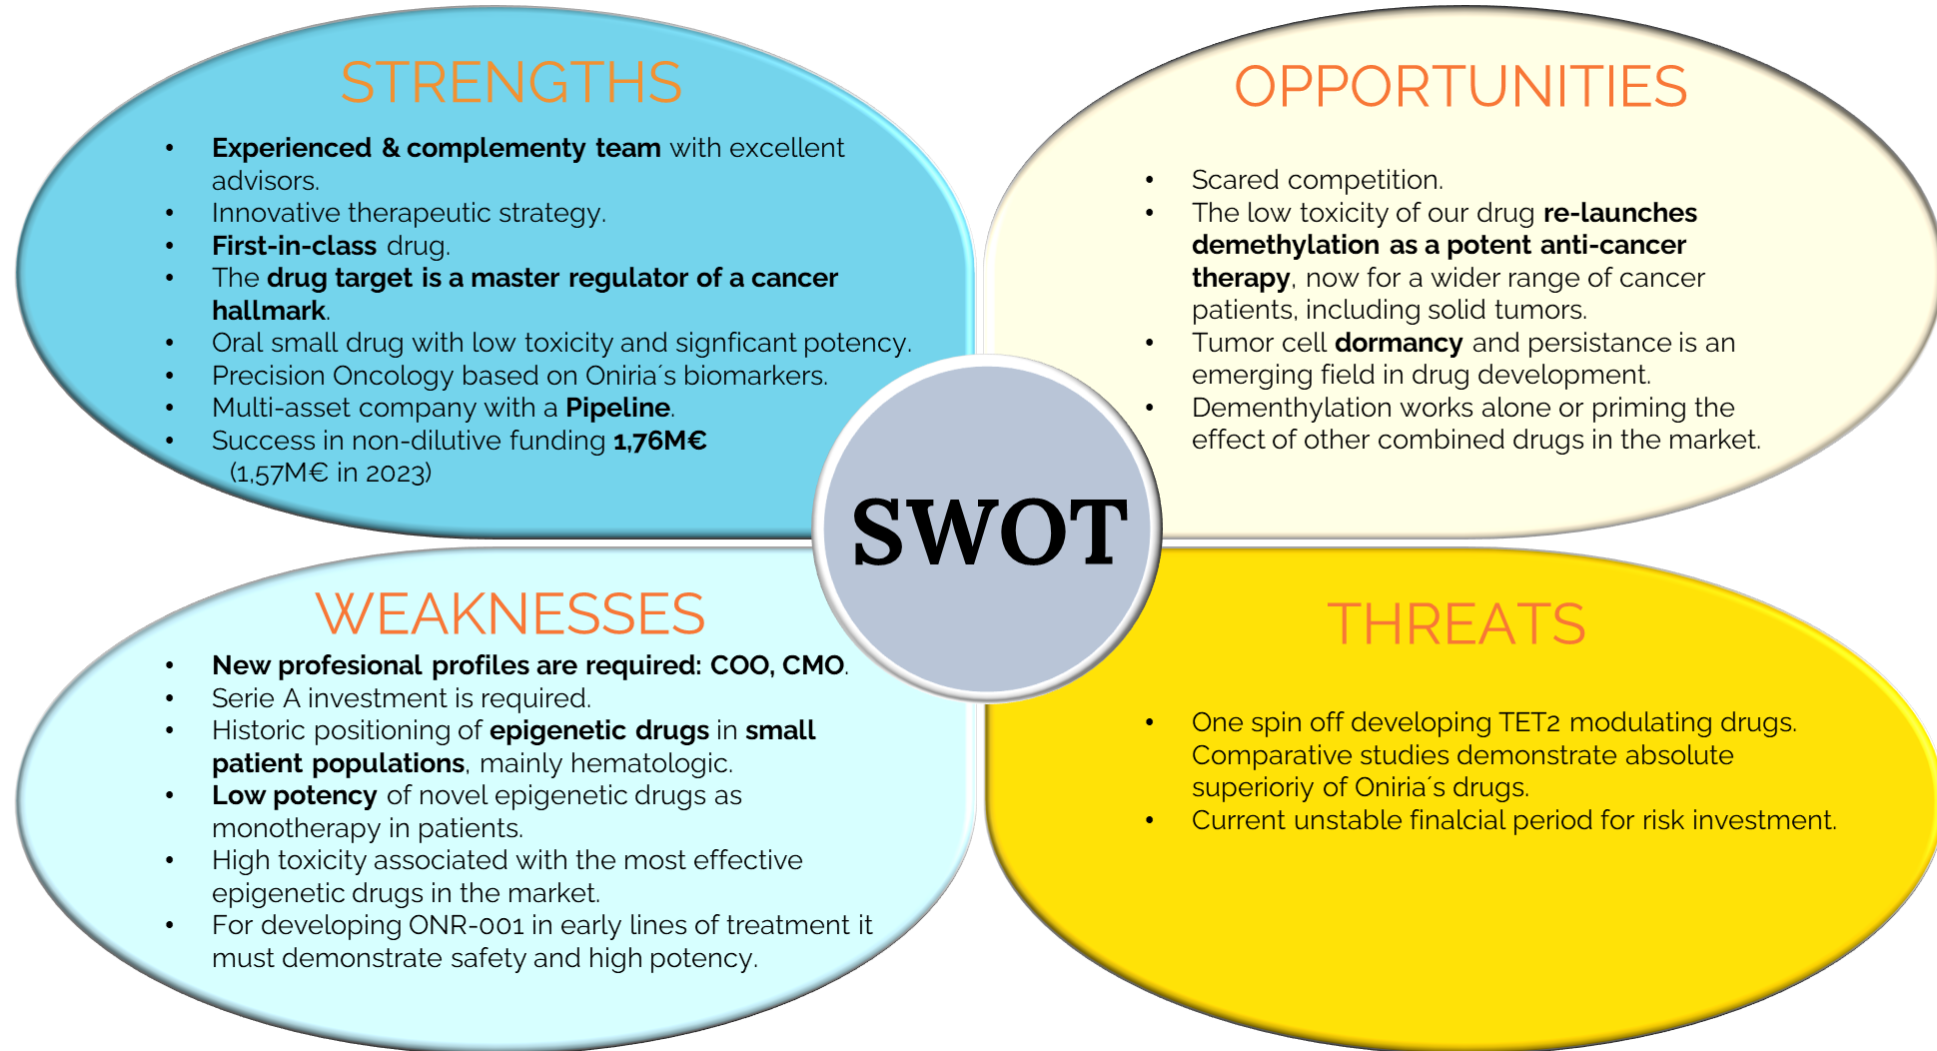 STRENGTHS
• Experienced & complementy team with excellent
advisors.
• Innovative therapeutic strategy.
• First-in-class drug.
• The drug target is a master regulator of a cancer
hallmark.
• Oral small drug with low toxicity and signficant potency.
• Precision Oncology based on Oniria´s biomarkers.
• Multi-asset company with a Pipeline.
• Success in non-dilutive funding 1,76M€
(1,57M€ in 2023)
OPPORTUNITIES
• Scared competition.
• The low toxicity of our drug re-launches
demethylation as a potent anti-cancer
therapy, now for a wider range of cancer
patients, including solid tumors.
• Tumor cell dormancy and persistance is an
emerging field in drug development.
• Dementhylation works alone or priming the
effect of other combined drugs in the market.
SWOT
WEAKNESSES
• New profesional profiles are required: COO, CMO.
• Serie A investment is required.
• Historic positioning of epigenetic drugs in small
patient populations, mainly hematologic.
• Low potency of novel epigenetic drugs as
monotherapy in patients.
• High toxicity associated with the most effective
epigenetic drugs in the market.
• For developing ONR-001 in early lines of treatment it
must demonstrate safety and high potency.
THREATS
• One spin off developing TET2 modulating drugs.
Comparative studies demonstrate absolute
superioriy of Oniria´s drugs.
• Current unstable finalcial period for risk investment.